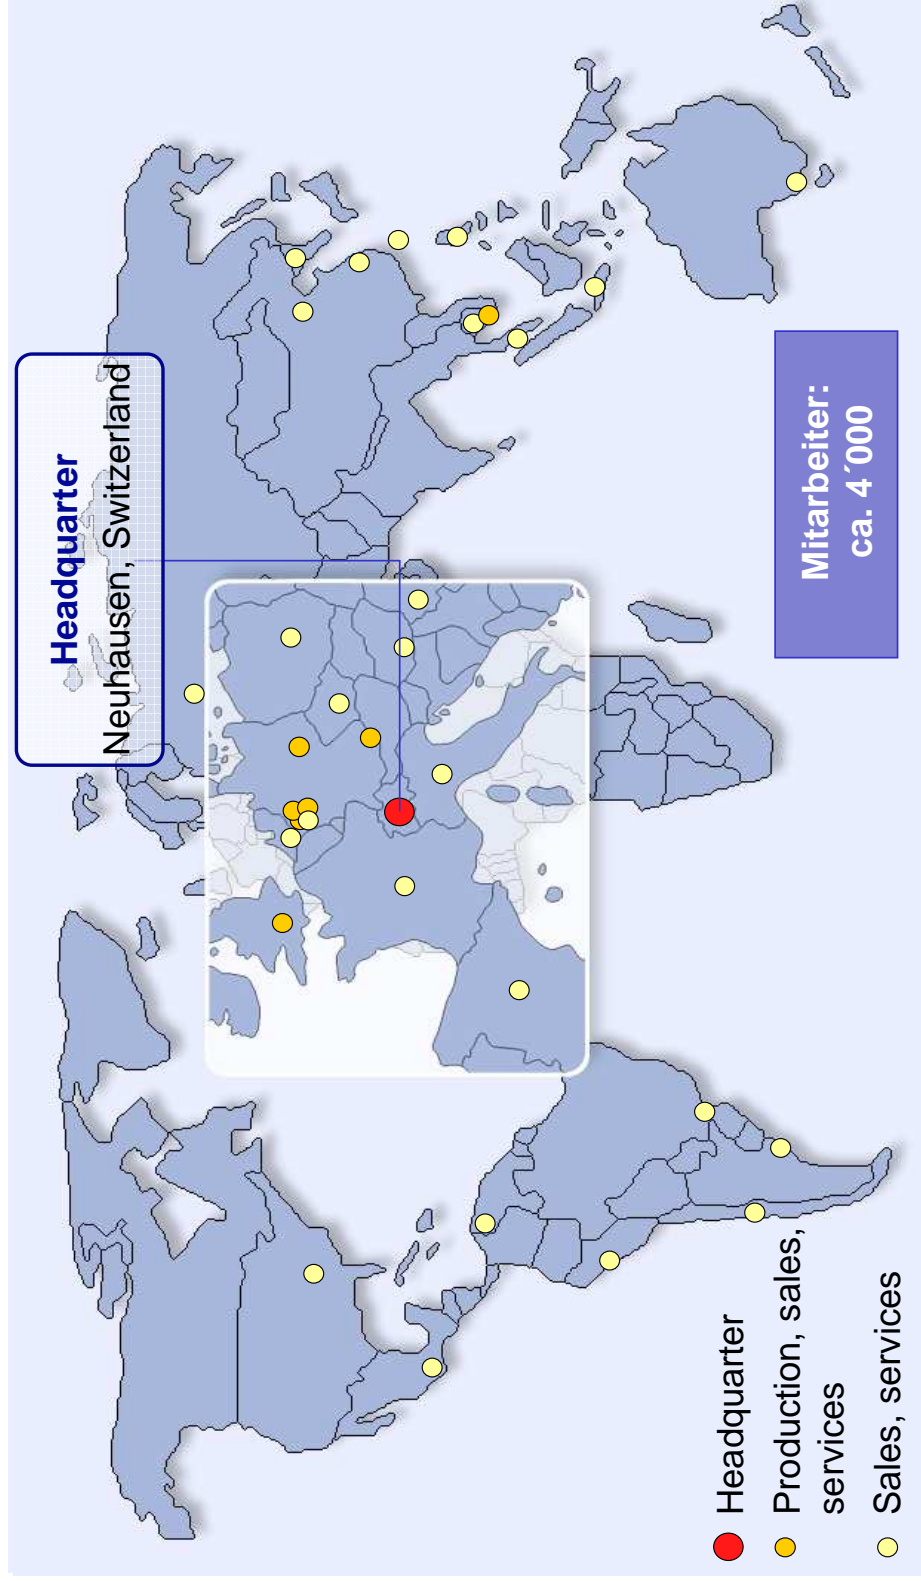 Headquarter
Neuhausen, Switzerland
Mitarbeiter:
ca. 4´000
Headquarter
Production, sales,
services
Sales, services